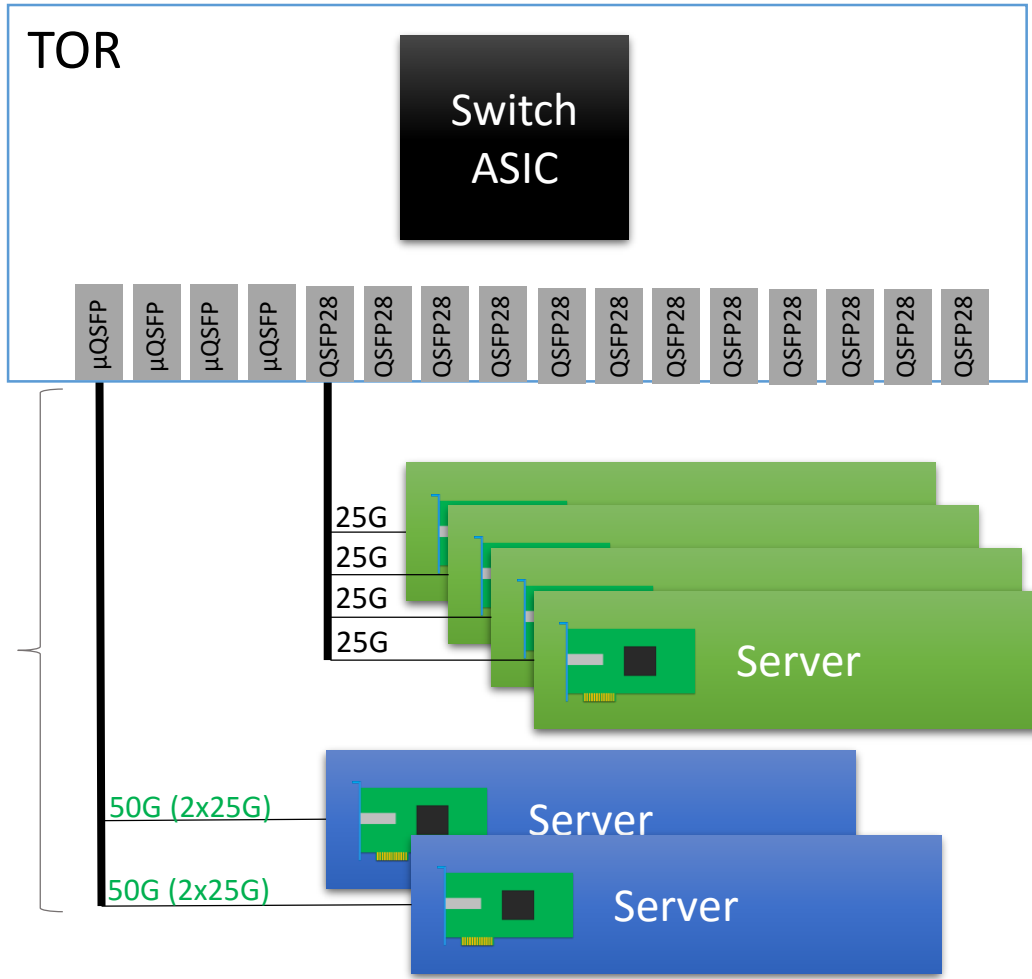 TOR
Switch
ASIC
µQSFP
µQSFP
µQSFP
µQSFP
QSFP28
QSFP28
QSFP28
QSFP28
QSFP28
QSFP28
QSFP28
QSFP28
QSFP28
QSFP28
QSFP28
QSFP28
25G
25G
25G
25G
Server
50G (2x25G)
Server
50G (2x25G)
Server